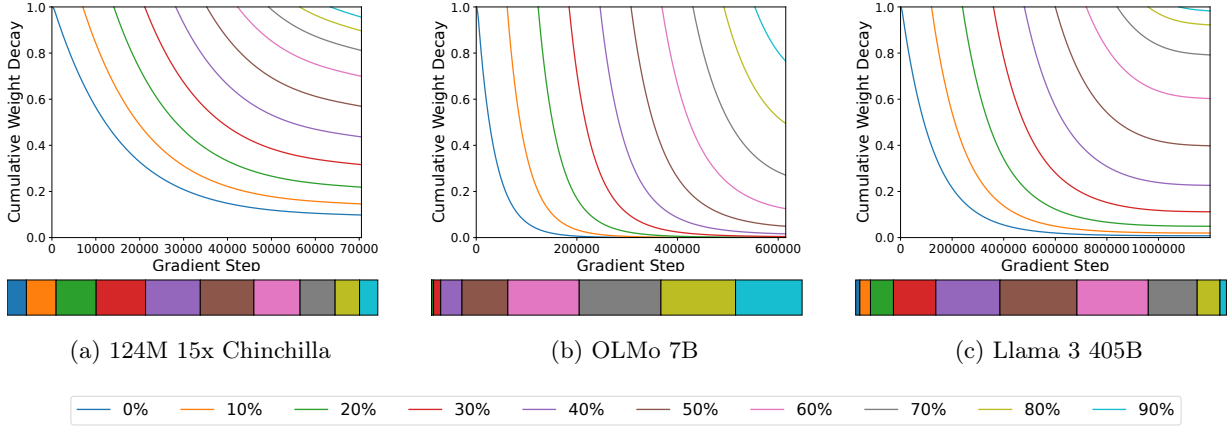 Cumulative Weight Decay
1.0
0.8
0.6
0.4
0.2
0.0
0 10000 20000 30000 40000 50000 60000 70000
Gradient Step
(a) 124M 15x Chinchilla
Cumulative Weight Decay
1.0
0.8
0.6
0.4
0.2
0.0
0 20000 40000 60000
Gradient Step
(b) OLMo 7B
Cumulative Weight Decay
1.0
0.8
0.6
0.4
0.2
0.0
0 200000 400000 600000 800000 1000000
Gradient Step
(c) Llama 3 405B
0% 10% 20% 30% 40% 50% 60% 70% 80% 90%